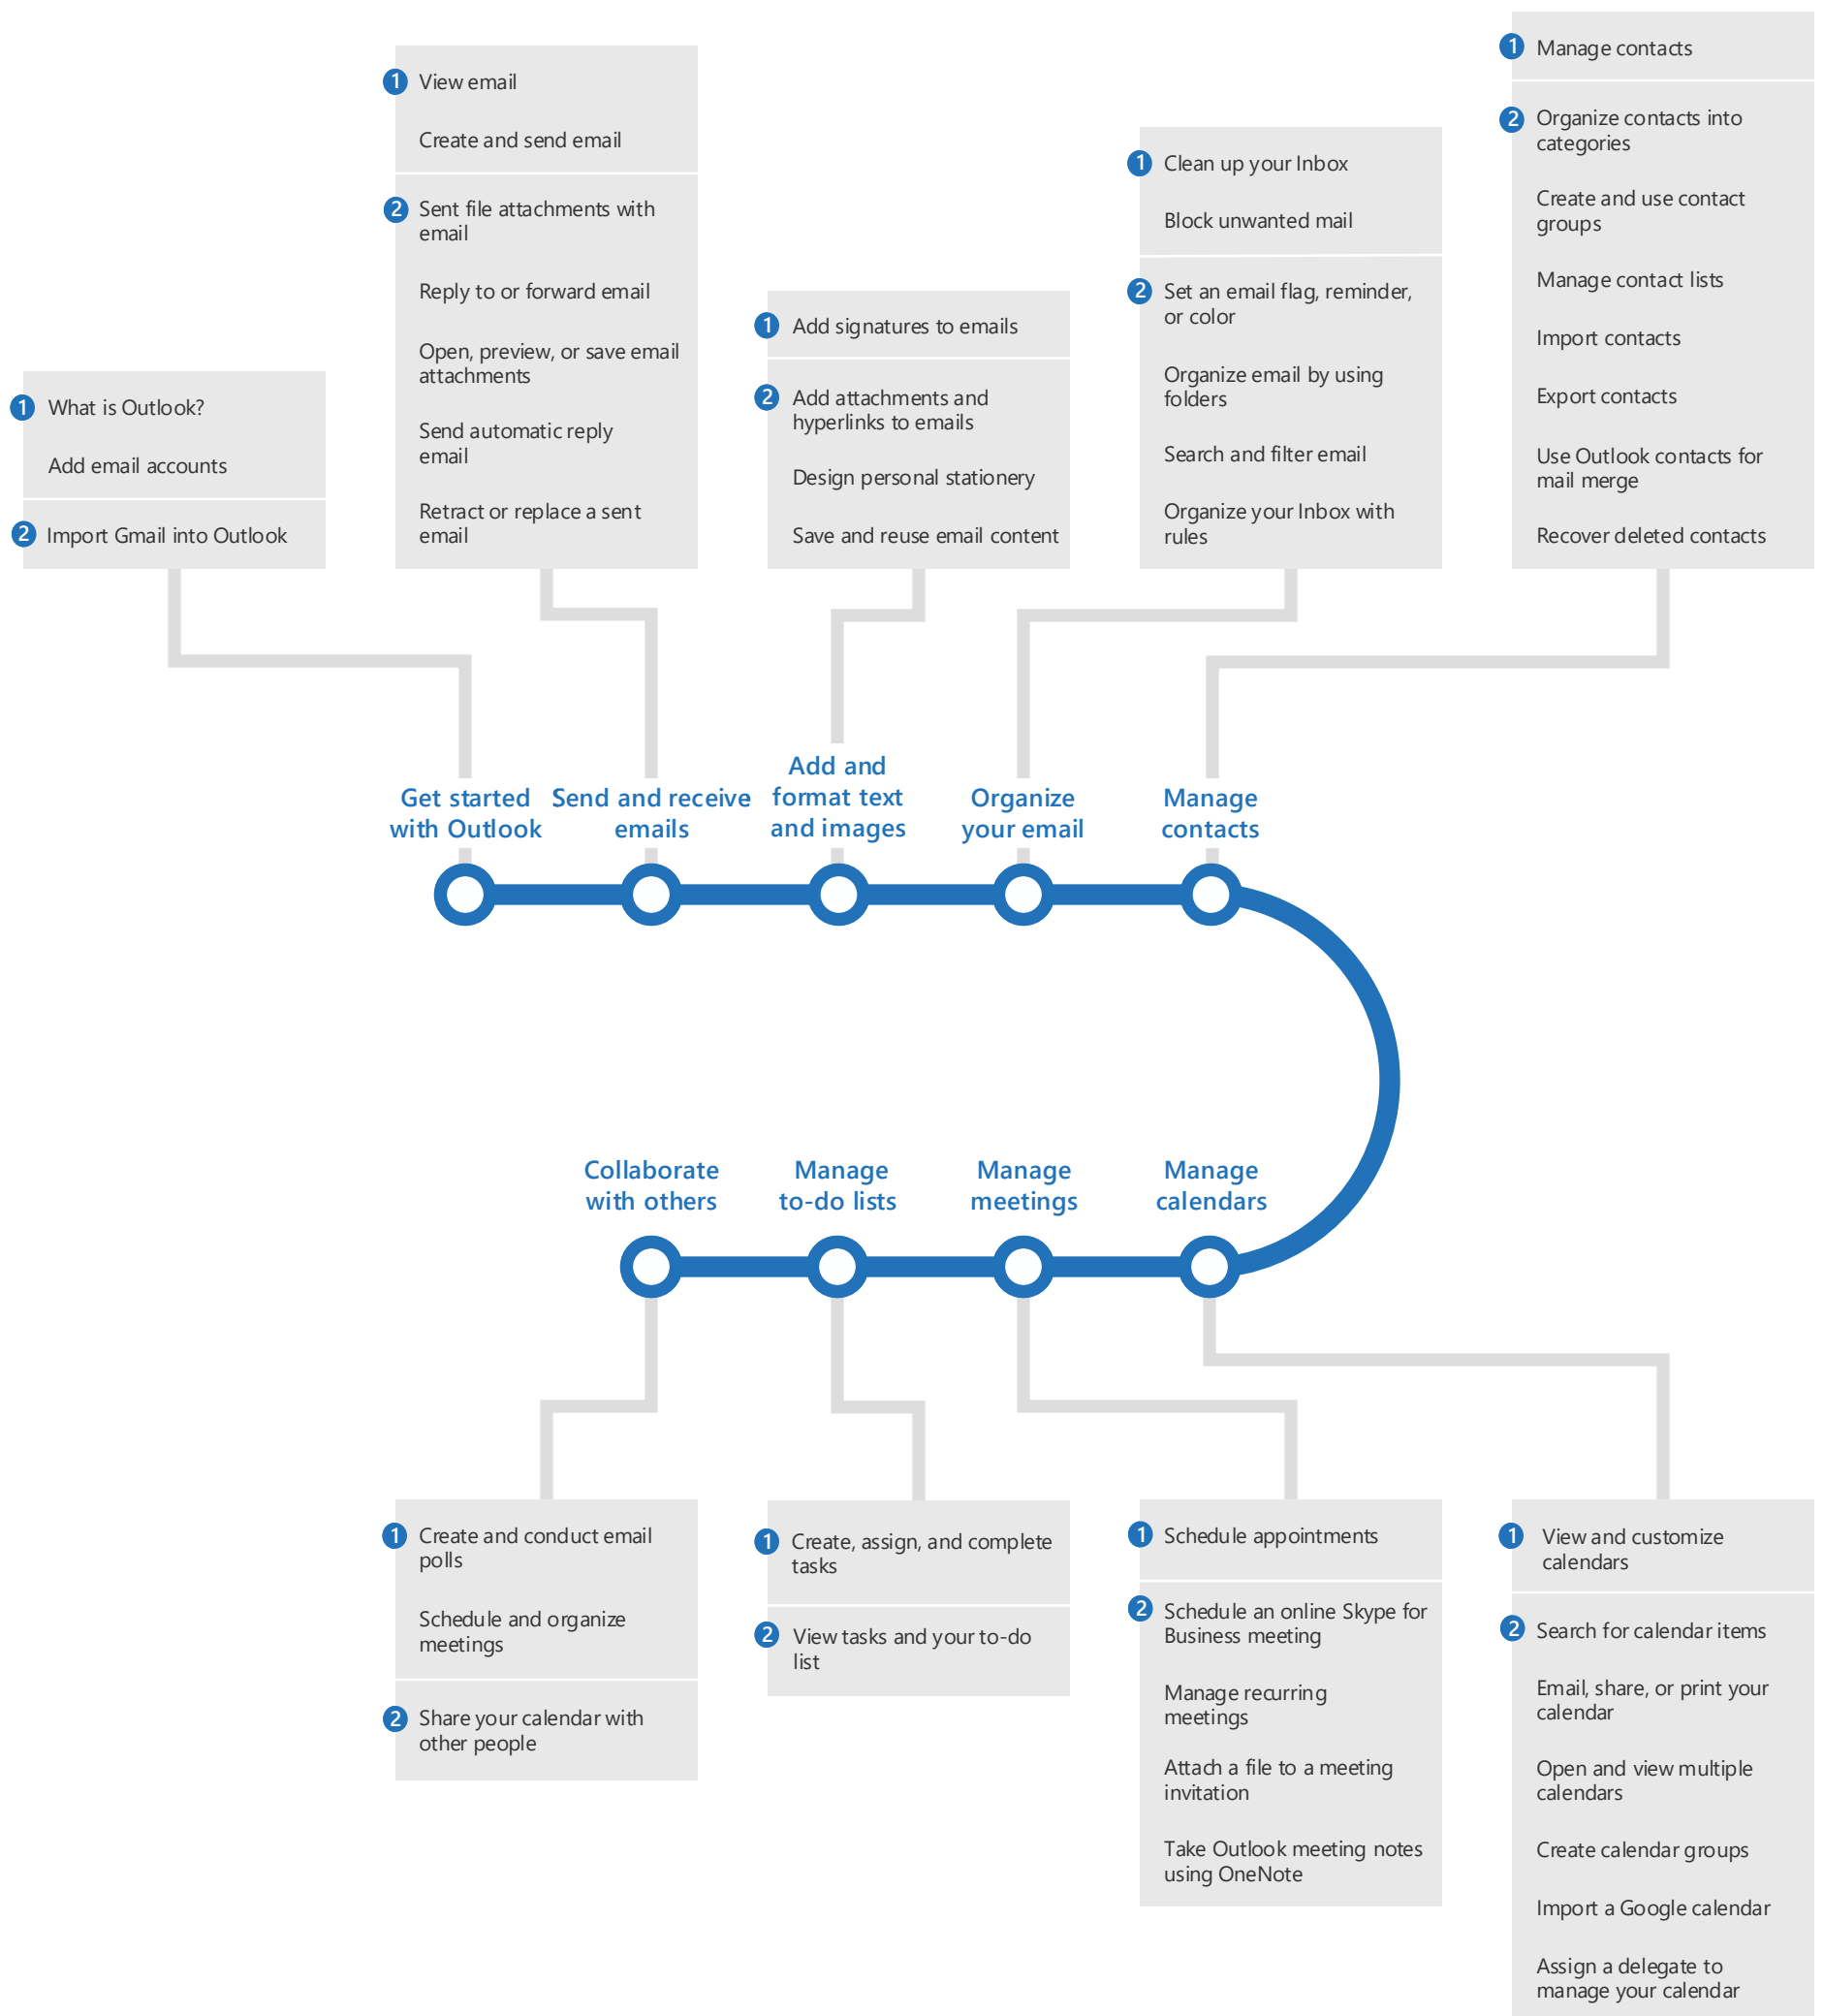 1 What is Outlook?
Add email accounts
2 Import Gmail into Outlook
1 View email
Create and send email
2 Sent file attachments with
email
Reply to or forward email
Open, preview, or save email
attachments
Send automatic reply
email
Retract or replace a sent
email
1 Add signatures to emails
2 Add attachments and
hyperlinks to emails
Design personal stationery
Save and reuse email content
1 Clean up your Inbox
Block unwanted mail
2 Set an email flag, reminder,
or color
Organize email by using
folders
Search and filter email
Organize your Inbox with
rules
1 Manage contacts
2 Organize contacts into
categories
Create and use contact
groups
Manage contact lists
Import contacts
Export contacts
Use Outlook contacts for
mail merge
Recover deleted contacts
Get started
with Outlook
Send and receive
emails
Add and
format text
and images
Organize
your email
Manage
contacts
Collaborate
with others
Manage
to-do lists
Manage
meetings
Manage
calendars
1 Create and conduct email
polls
Schedule and organize
meetings
2 Share your calendar with
other people
1 Create, assign, and complete
tasks
2 View tasks and your to-do
list
1 Schedule appointments
2 Schedule an online Skype for
Business meeting
Manage recurring
meetings
Attach a file to a meeting
invitation
Take Outlook meeting notes
using OneNote
1 View and customize
calendars
2 Search for calendar items
Email, share, or print your
calendar
Open and view multiple
calendars
Create calendar groups
Import a Google calendar
Assign a delegate to
manage your calendar